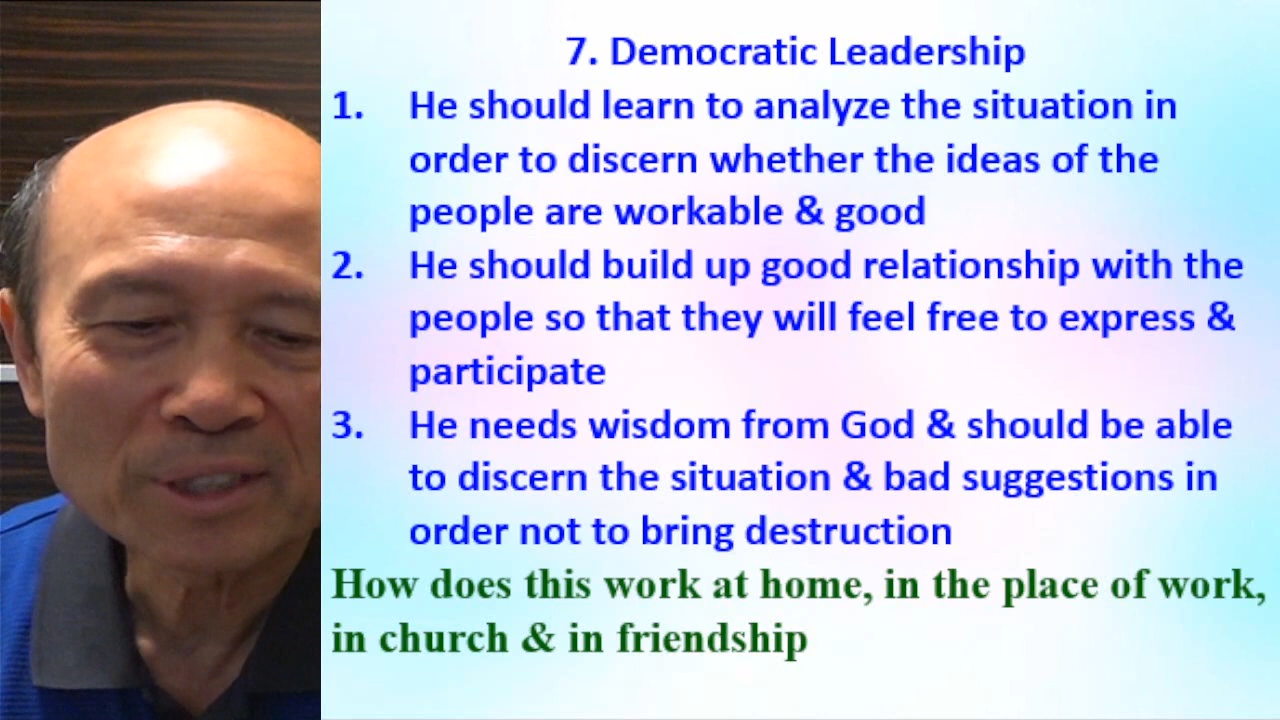 7. Democratic Leadership
1. He should learn to analyze the situation in
order to discern whether the ideas of the
people are workable & good
2. He should build up good relationship with the
people so that they will feel free to express &
participate
3. He needs wisdom from God & should be able
to discern the situation & bad suggestions in
order not to bring destruction
How does this work at home, in the place of work,
in church & in friendship